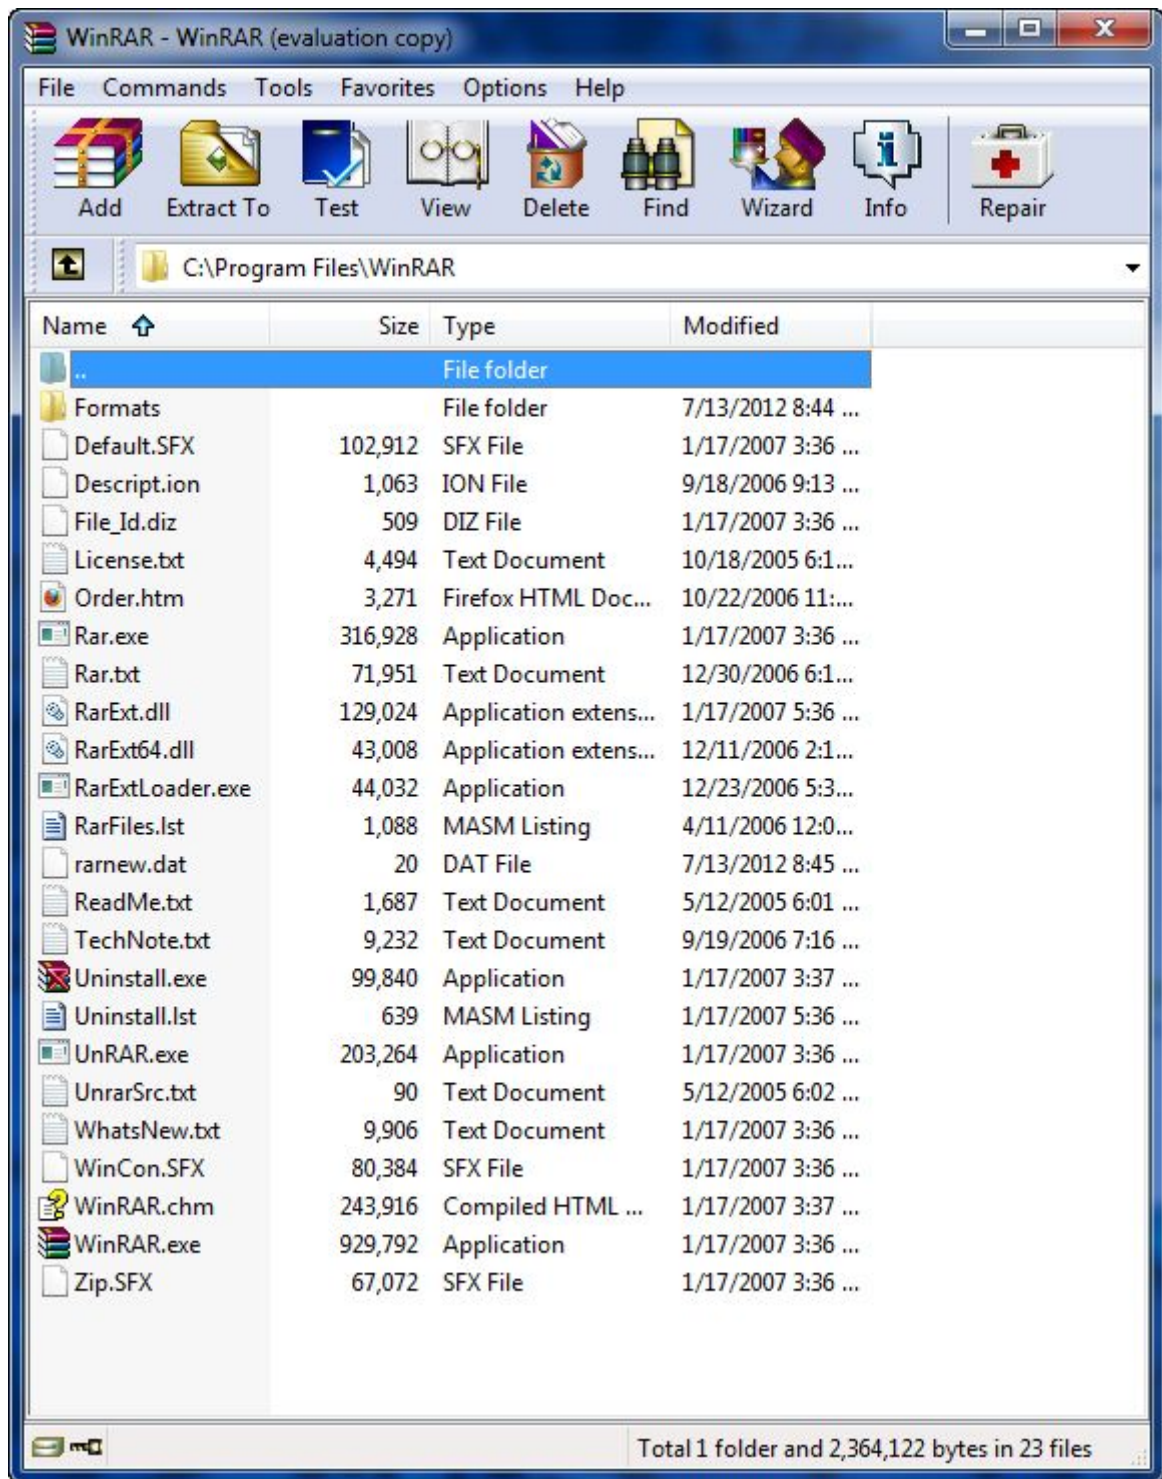 WinRAR - WinRAR (evaluation copy)
File Commands Tools Favorites Options Help
Add Extract To Test View Delete Find Wizard Info Repair
C:\Program Files\WinRAR
Name Size Type Modified
.. File folder
Formats File folder 7/13/2012 8:44 ...
Default.SFX 102,912 SFX File 1/17/2007 3:36 ...
Descript.ion 1,063 ION File 9/18/2006 9:13 ...
File_Id.diz 509 DIZ File 1/17/2007 3:36 ...
License.txt 4,494 Text Document 10/18/2005 6:1...
Order.htm 3,271 Firefox HTML Doc... 10/22/2006 11:...
Rar.exe 316,928 Application 1/17/2007 3:36 ...
Rar.txt 71,951 Text Document 12/30/2006 6:1...
RarExt.dll 129,024 Application extens... 1/17/2007 5:36 ...
RarExt64.dll 43,008 Application extens... 12/11/2006 2:1...
RarExtLoader.exe 44,032 Application 12/23/2006 5:3...
RarFiles.lst 1,088 MASM Listing 4/11/2006 12:0...
rarnew.dat 20 DAT File 7/13/2012 8:45 ...
ReadMe.txt 1,687 Text Document 5/12/2005 6:01 ...
TechNote.txt 9,232 Text Document 9/19/2006 7:16 ...
Uninstall.exe 99,840 Application 1/17/2007 3:37 ...
Uninstall.lst 639 MASM Listing 1/17/2007 5:36 ...
UnRAR.exe 203,264 Application 1/17/2007 3:36 ...
UnrarSrc.txt 90 Text Document 5/12/2005 6:02 ...
WhatsNew.txt 9,906 Text Document 1/17/2007 3:36 ...
WinCon.SFX 80,384 SFX File 1/17/2007 3:36 ...
WinRAR.chm 243,916 Compiled HTML ... 1/17/2007 3:37 ...
WinRAR.exe 929,792 Application 1/17/2007 3:36 ...
Zip.SFX 67,072 SFX File 1/17/2007 3:36 ...
Total 1 folder and 2,364,122 bytes in 23 files